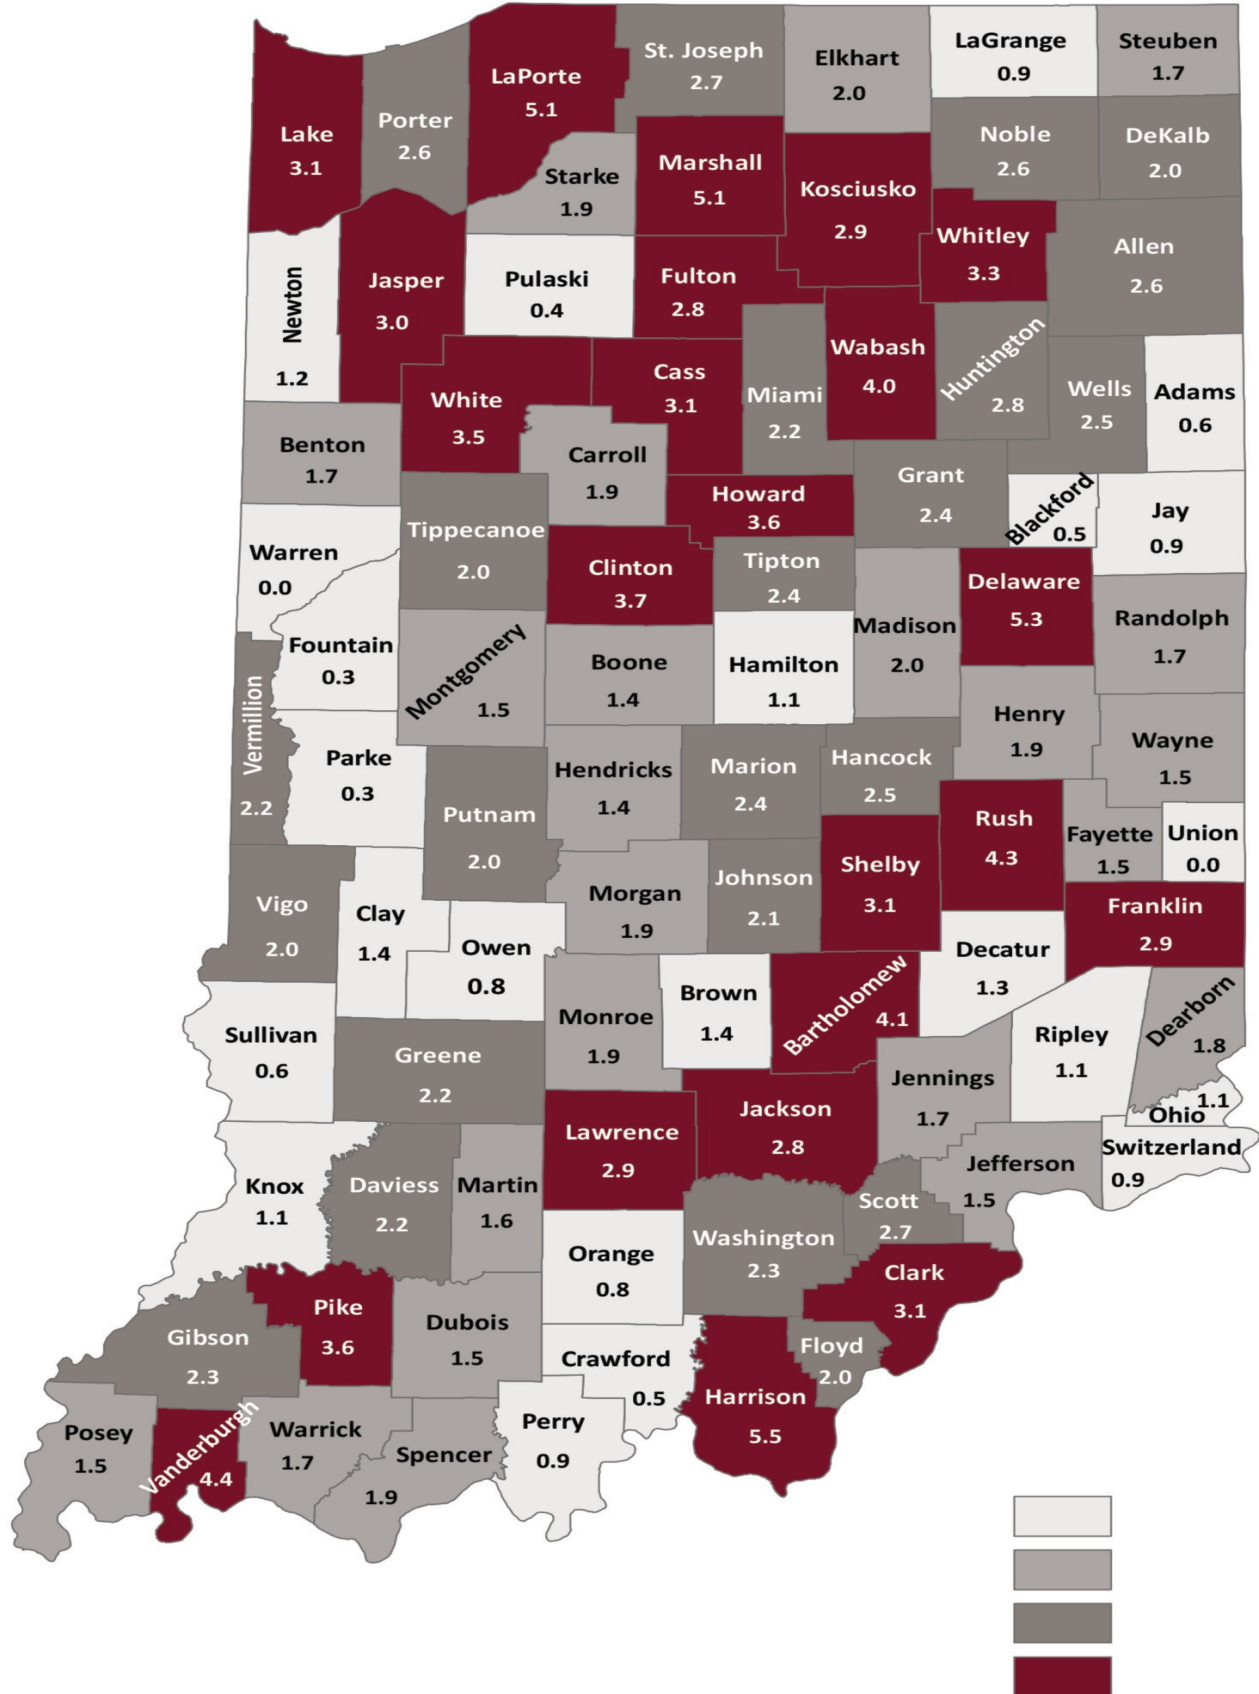 LaGrange
0.9
Steuben
1.7
St. Joseph
2.7
Elkhart
2.0
LaPorte
5.1
Porter
2.6
Lake
3.1
Noble
2.6
DeKalb
2.0
Marshall
5.1
Starke
1.9
Kosciusko
2.9
Whitley
3.3
Allen
2.6
Newton
1.2
Jasper
3.0
Pulaski
0.4
Fulton
2.8
Wabash
4.0
Huntington
2.8
Wells
2.5
Adams
0.6
White
3.5
Cass
3.1
Miami
2.2
Benton
1.7
Carroll
1.9
Grant
2.4
Blackford
0.5
Jay
0.9
Howard
3.6
Tippecanoe
2.0
Warren
0.0
Clinton
3.7
Tipton
2.4
Delaware
5.3
Randolph
1.7
Madison
2.0
Fountain
0.3
Montgomery
1.5
Boone
1.4
Hamilton
1.1
Vermillion
2.2
Henry
1.9
Wayne
1.5
Parke
0.3
Hendricks
1.4
Marion
2.4
Hancock
2.5
Putnam
2.0
Rush
4.3
Fayette
1.5
Union
0.0
Shelby
3.1
Johnson
2.1
Morgan
1.9
Vigo
2.0
Clay
1.4
Franklin
2.9
Owen
0.8
Decatur
1.3
Brown
1.4
Bartholomew
4.1
Dearborn
1.8
Sullivan
0.6
Monroe
1.9
Ripley
1.1
Greene
2.2
Jennings
1.7
1.1
Ohio
Jackson
2.8
Lawrence
2.9
Switzerland
0.9
Jefferson
1.5
Knox
1.1
Daviess
2.2
Martin
1.6
Scott
2.7
Washington
2.3
Orange
0.8
Clark
3.1
Pike
3.6
Dubois
1.5
Gibson
2.3
Floyd
2.0
Crawford
0.5
Harrison
5.5
Perry
0.9
Posey
1.5
Vanderburgh
4.4
Warrick
1.7
Spencer
1.9